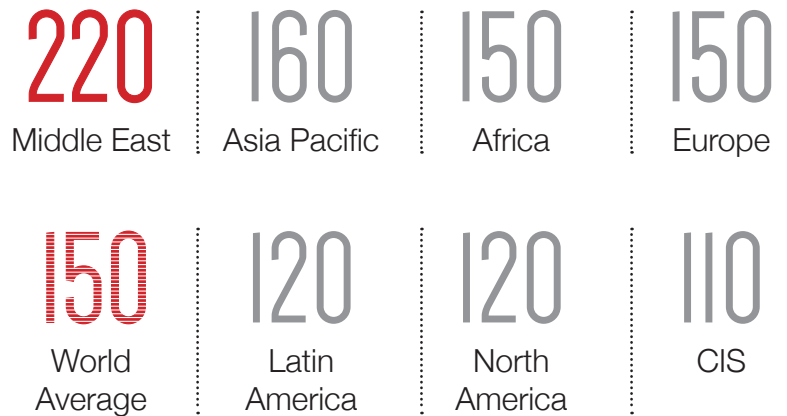 220 160 150 150
Middle East Asia Pacific Africa Europe
150 120 120 110
World Latin North CIS
Average America America